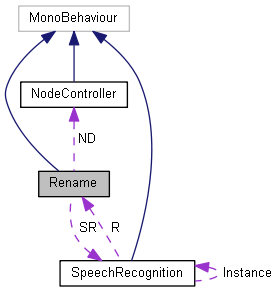 MonoBehaviour
NodeController
ND
Rename
SR
R
SpeechRecognition
Instance